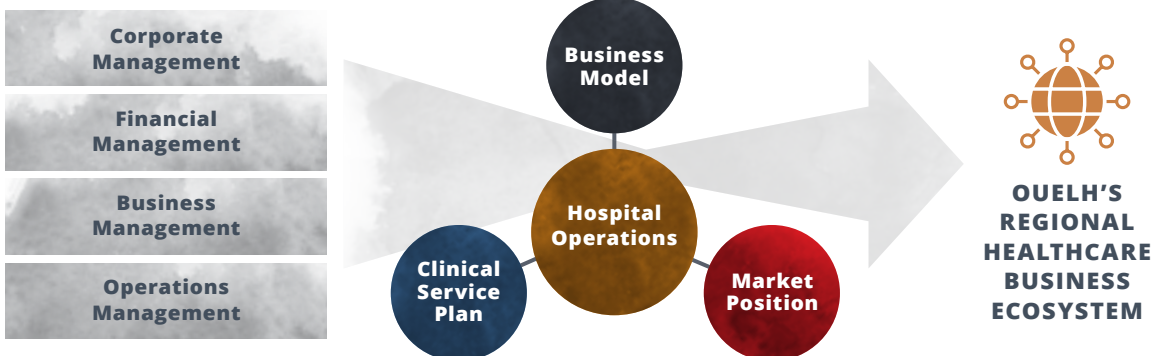 Corporate
Management
Financial
Management
Business
Management
Operations
Management
Business
Model
Hospital
Operations
Clinical
Service
Plan
Market
Position
OUELH’S
REGIONAL
HEALTHCARE
BUSINESS
ECOSYSTEM